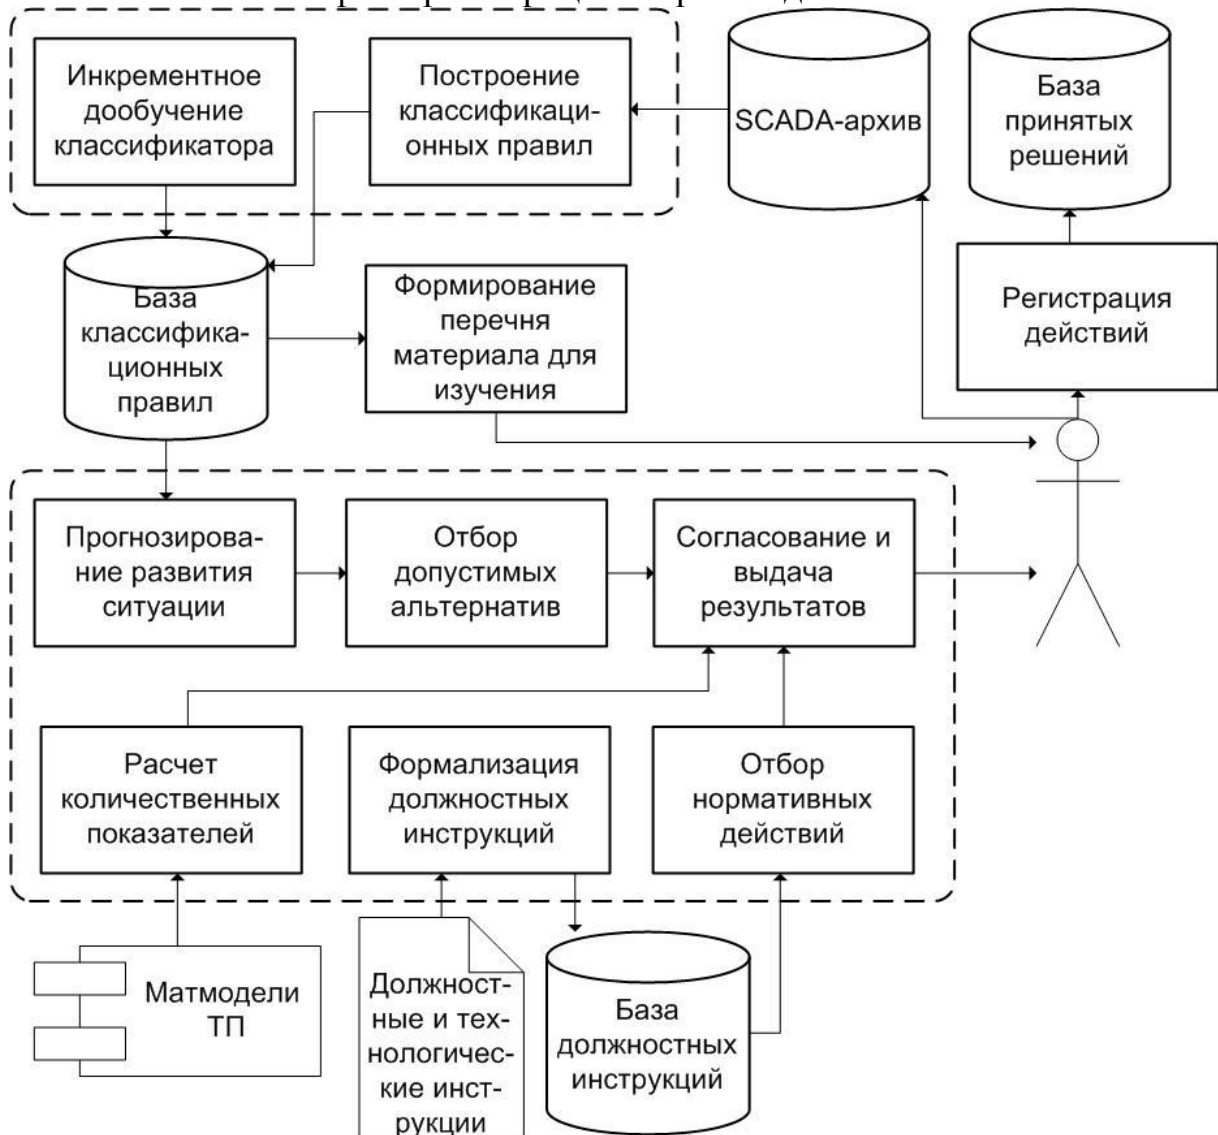 Инкрементное
дообучение
классификатора
Построение
классификаци-
онных правил
SCADA-архив
База
принятых
решений
База
классифика-
ционных
правил
Формирование
перечня
материала для
изучения
Регистрация
действий
Прогнозирова-
ние развития
ситуации
Отбор
допустимых
альтернатив
Согласование и
выдача
результатов
Расчет
количественных
показателей
Формализация
должностных
инструкций
Отбор
нормативных
действий
Матмодели
ТП
Должност-
ные и тех-
нологичес-
кие инст-
рукции
База
должностных
инструкций